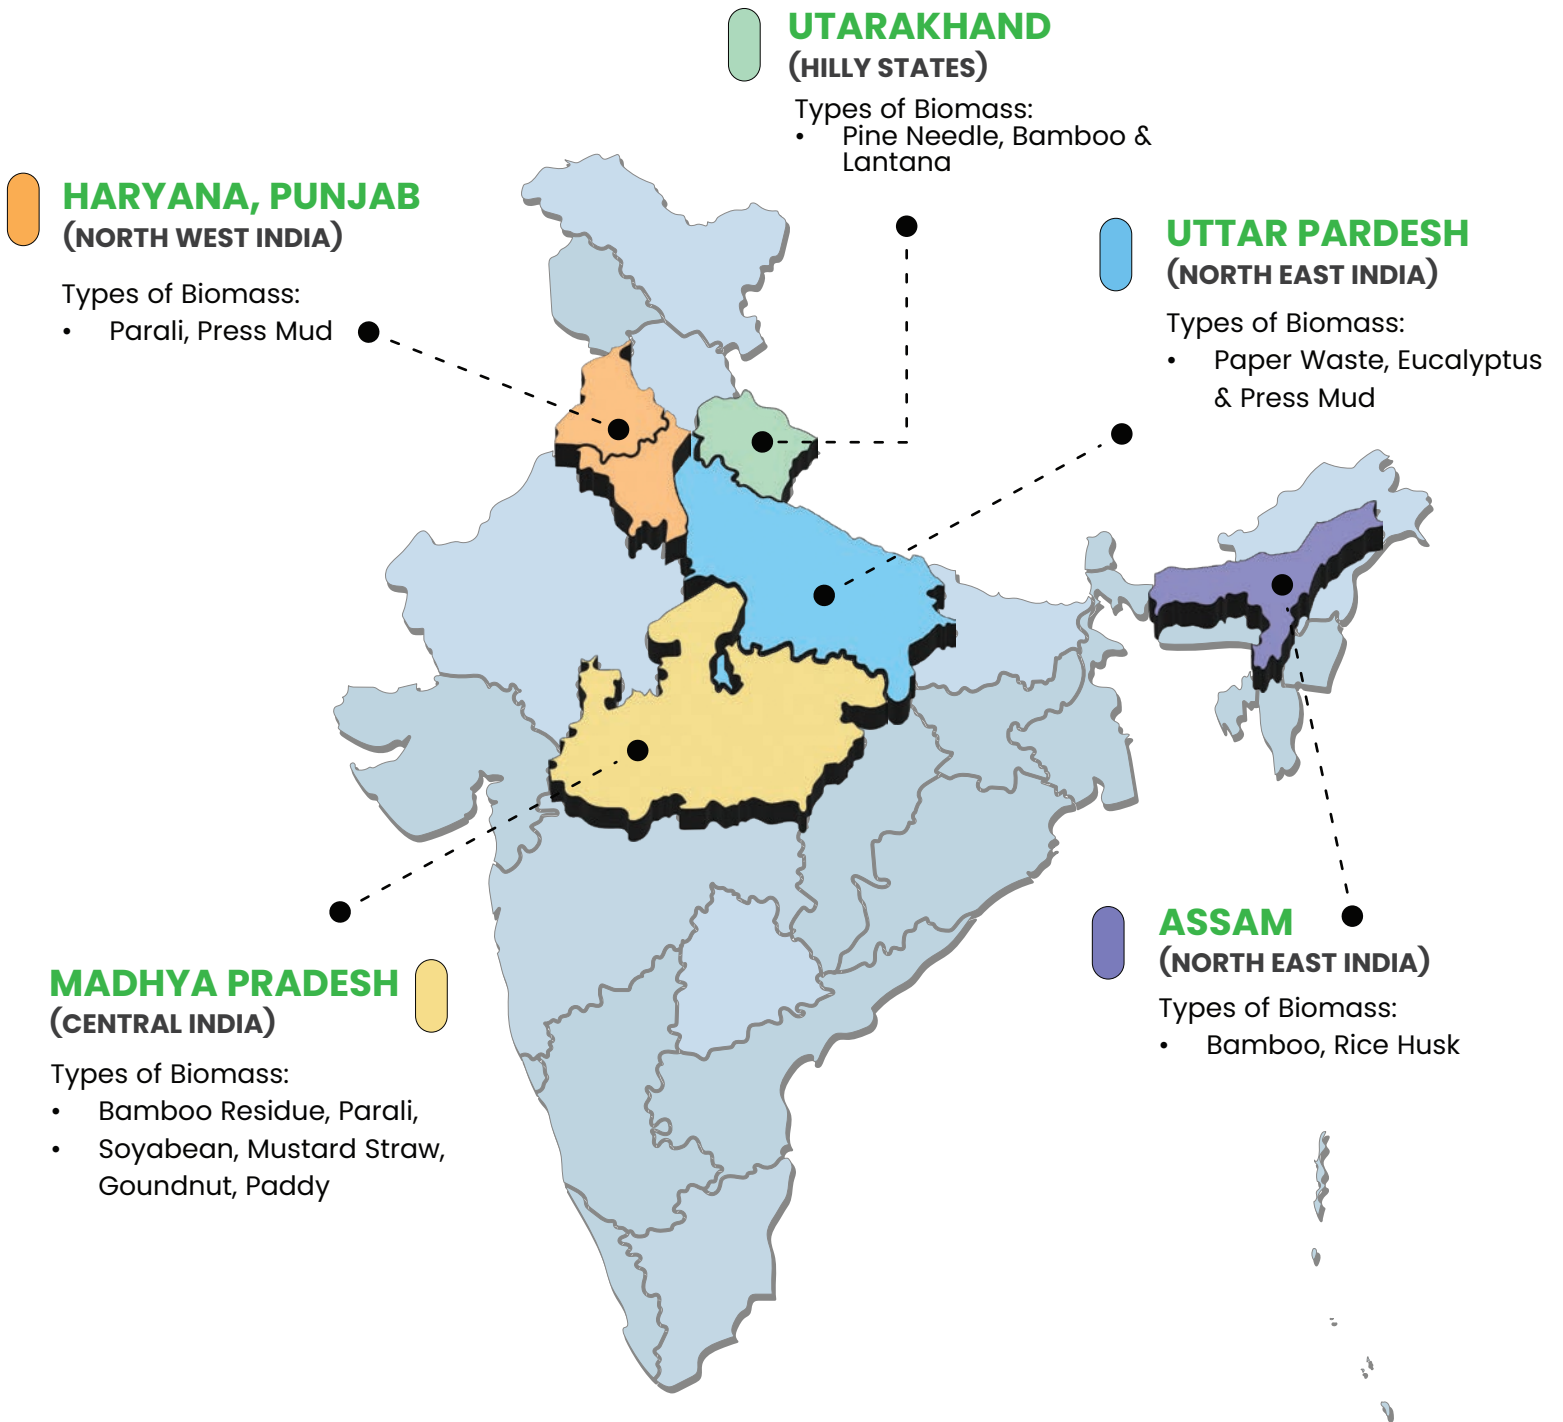 UTARAKHAND
(HILLY STATES)
Types of Biomass:
• Pine Needle, Bamboo &
Lantana
HARYANA, PUNJAB
(NORTH WEST INDIA)
Types of Biomass:
• Parali, Press Mud
UTTAR PARDESH
(NORTH EAST INDIA)
Types of Biomass:
• Paper Waste, Eucalyptus
& Press Mud
MADHYA PRADESH
(CENTRAL INDIA)
Types of Biomass:
• Bamboo Residue, Parali,
• Soyabean, Mustard Straw,
Goundnut, Paddy
ASSAM
(NORTH EAST INDIA)
Types of Biomass:
• Bamboo, Rice Husk